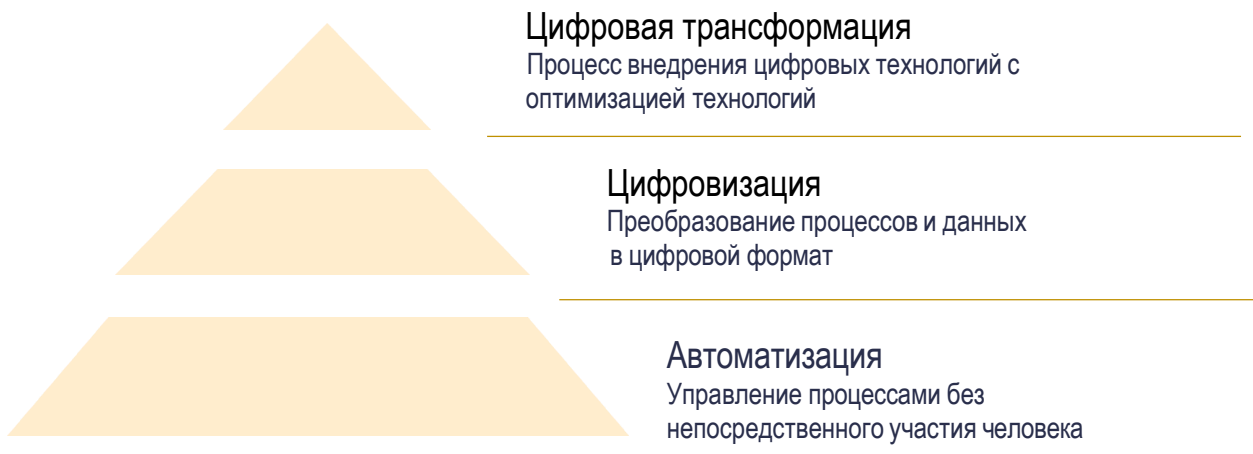 Цифровая трансформация
Процесс внедрения цифровых технологий с
оптимизацией технологий
Цифровизация
Преобразование процессов и данных
в цифровой формат
Автоматизация
Управление процессами без
непосредственного участия человека